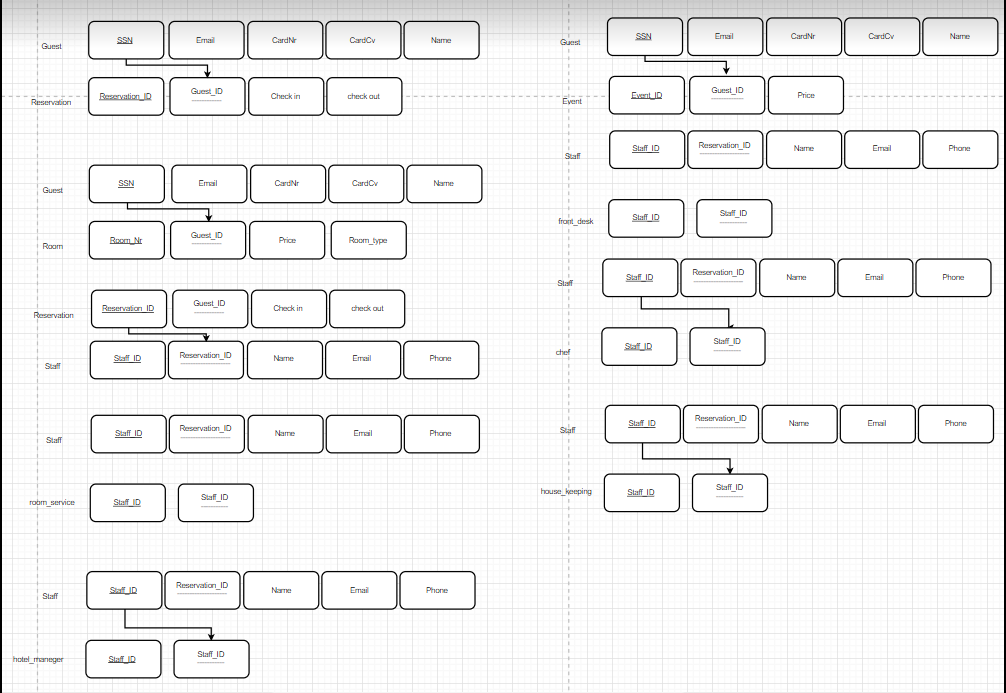 Guest SSN Email CardNr CardCv Name
Reservation Reservation_ID Guest_ID Check in check out
Guest SSN Email CardNr CardCv Name
Room Room_Nr Guest_ID Price Room_type
Reservation Reservation_ID Guest_ID Check in check out
Staff Staff_ID Reservation_ID Name Email Phone
Staff Staff_ID Reservation_ID Name Email Phone
room_service Staff_ID Staff_ID
Staff Staff_ID Reservation_ID Name Email Phone
hotel_maneger Staff_ID Staff_ID
Guest SSN Email CardNr CardCv Name
Event Event_ID Guest_ID Price
Staff Staff_ID Reservation_ID Name Email Phone
front_desk Staff_ID Staff_ID
Staff Staff_ID Reservation_ID Name Email Phone
chef Staff_ID Staff_ID
Staff Staff_ID Reservation_ID Name Email Phone
house_keeping Staff_ID Staff_ID